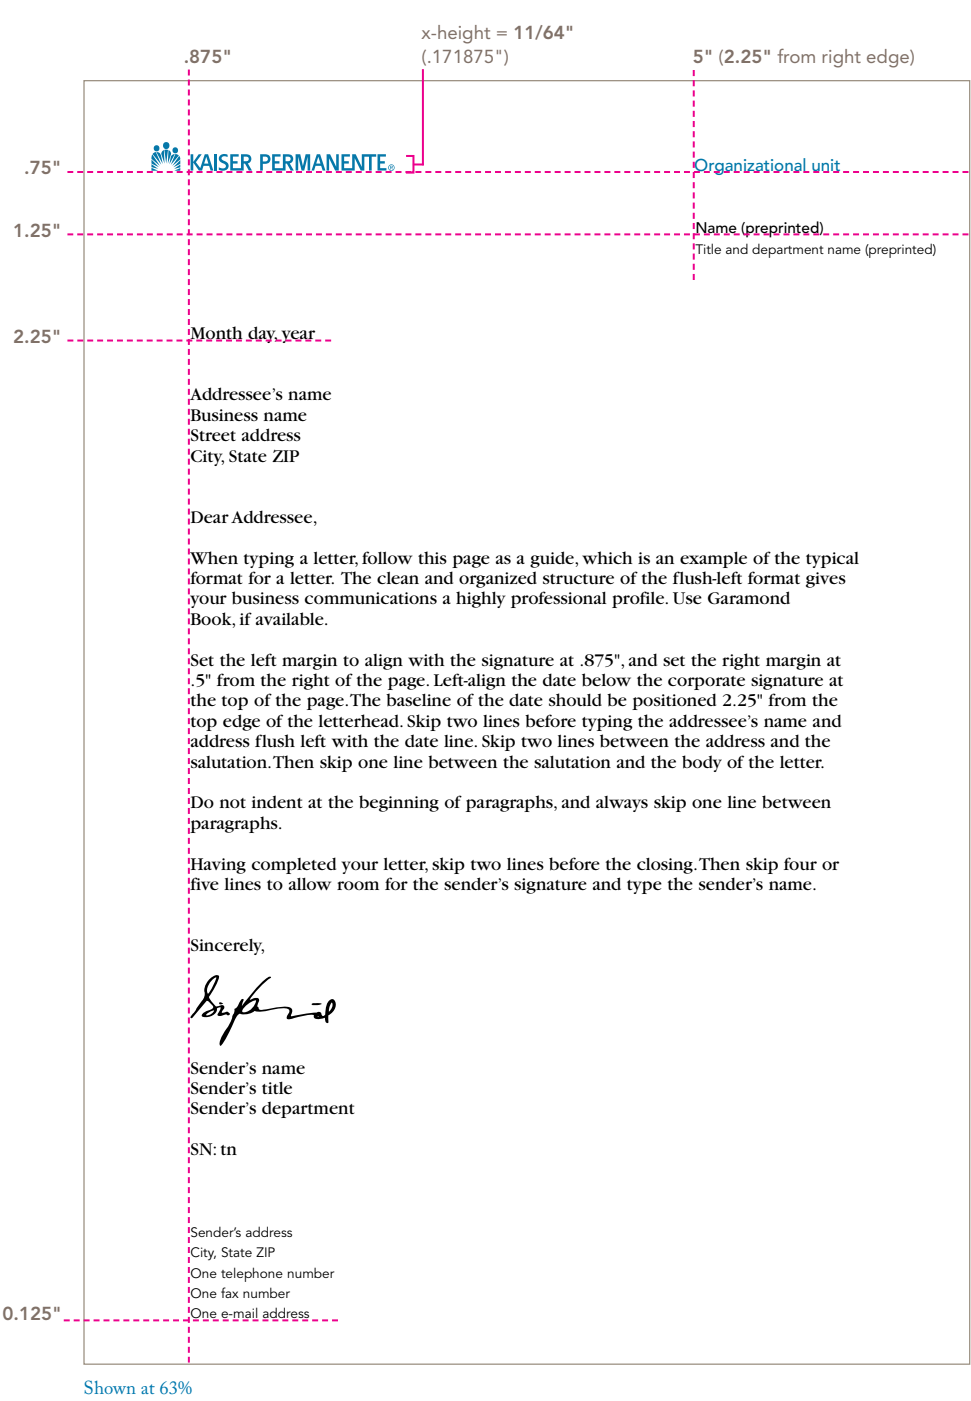 x-height = 11/64"
.875"
(.171875")
5" (2.25" from right edge)
KAISER PERMANENTE®
.75"
Organizational unit
1.25"
Name (preprinted)
Title and department name (preprinted)
2.25"
Month day, year
Addressee's name
Business name
Street address
City, State ZIP
Dear Addressee,
When typing a letter, follow this page as a guide, which is an example of the typical
format for a letter. The clean and organized structure of the flush-left format gives
your business communications a highly professional profile. Use Garamond
Book, if available.
Set the left margin to align with the signature at .875", and set the right margin at
.5" from the right of the page. Left-align the date below the corporate signature at
the top of the page. The baseline of the date should be positioned 2.25" from the
top edge of the letterhead. Skip two lines before typing the addressee's name and
address flush left with the date line. Skip two lines between the address and the
salutation. Then skip one line between the salutation and the body of the letter.
Do not indent at the beginning of paragraphs, and always skip one line between
paragraphs.
Having completed your letter, skip two lines before the closing. Then skip four or
five lines to allow room for the sender's signature and type the sender's name.
Sincerely,
Sender's name
Sender's title
Sender's department
SN: tn
Sender's address
City, State ZIP
One telephone number
One fax number
0.125"
One e-mail address
Shown at 63%